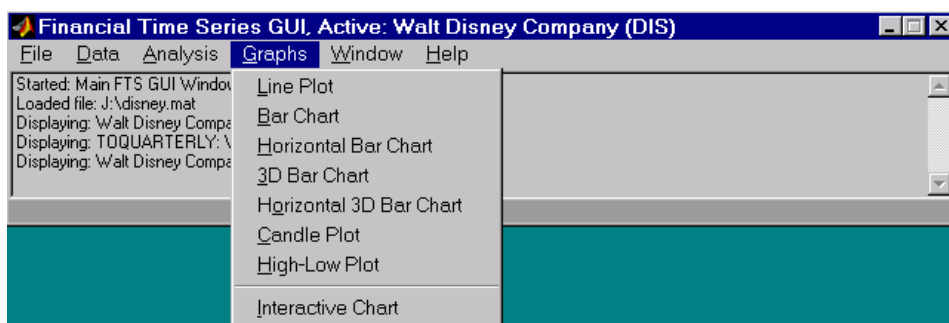 Financial Time Series GUI, Active: Walt Disney Company (DIS)
File Data Analysis Graphs Window Help
Started: Main FTS GUI Window
Loaded file: J:\disney.mat
Displaying: Walt Disney Compa
Displaying: TOQUARTERLY: \
Displaying: Walt Disney Compa
Line Plot
Bar Chart
Horizontal Bar Chart
3D Bar Chart
Horizontal 3D Bar Chart
Candle Plot
High-Low Plot
Interactive Chart